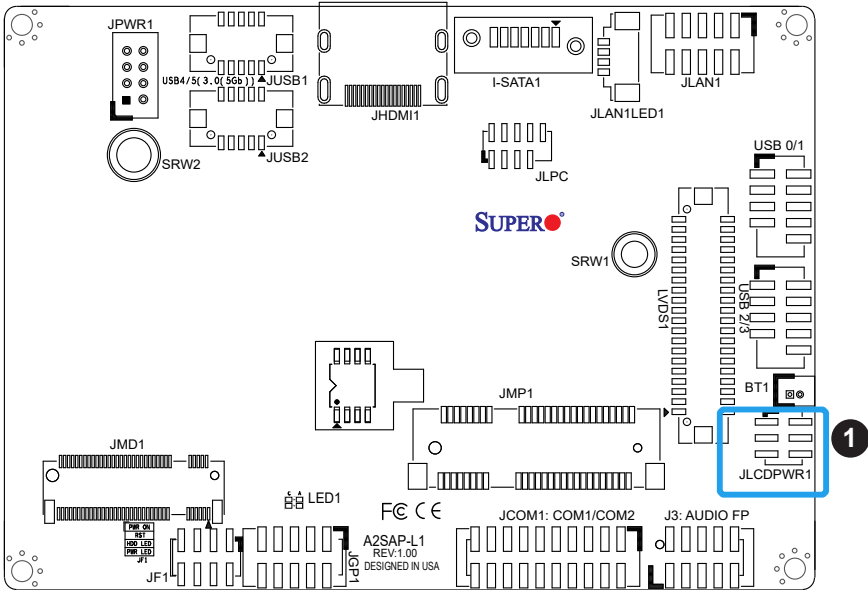 JPWR1
USB4/5(3.0(5Gb))
JUSB1
JUSB2
SRW2
JHDMI1
I-SATA1
JLAN1LED1
JLAN1
JLPC
USB 0/1
SUPER
SRW1
LVDS1
USB 2/3
BT1
JMP1
1
JLCDPWR1
JMD1
C A
LED1
FC CE
PWR ON
RST
HDD LED
PWR LED
JF1
JF1
JGP1
A2SAP-L1
REV:1.00
DESIGNED IN USA
JCOM1: COM1/COM2
J3: AUDIO FP